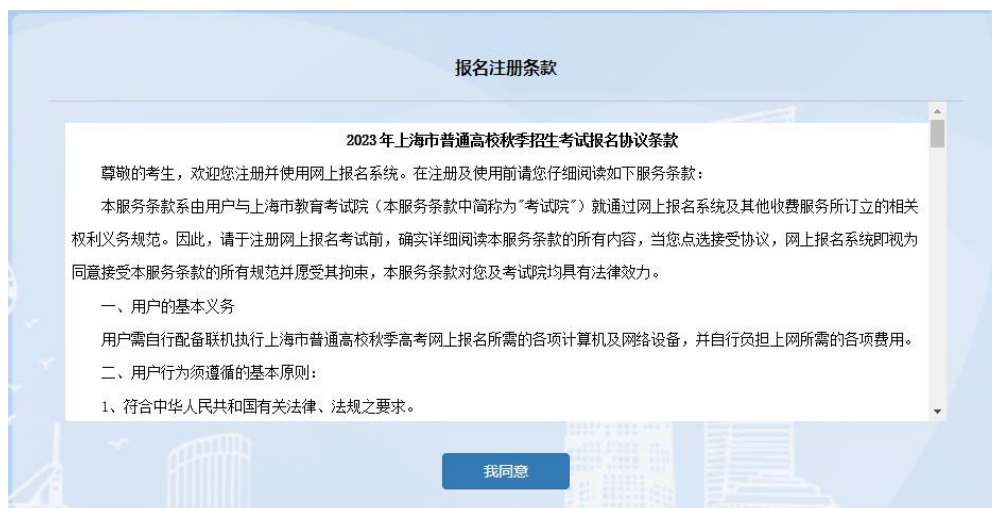 报名注册条款
2023年上海市普通高校秋季招生考试报名协议条款
尊敬的考生，欢迎您注册并使用网上报名系统。在注册及使用前请您仔细阅读如下服务条款：
本服务条款系由用户与上海市教育考试院（本服务条款中简称为"考试院"）就通过网上报名系统及其他收费服务所订立的相关
权利义务规范。因此，请于注册网上报名考试前，确实详细阅读本服务条款的所有内容，当您点选接受协议，网上报名系统即视为
同意接受本服务条款的所有规范并愿受其拘束，本服务条款对您及考试院均具有法律效力。
一、用户的基本义务
用户需自行配备联机执行上海市普通高校秋季高考网上报名所需的各项计算机及网络设备，并自行负担上网所需的各项费用。
二、用户行为须遵循的基本原则：
1、符合中华人民共和国有关法律、法规之要求。
我同意